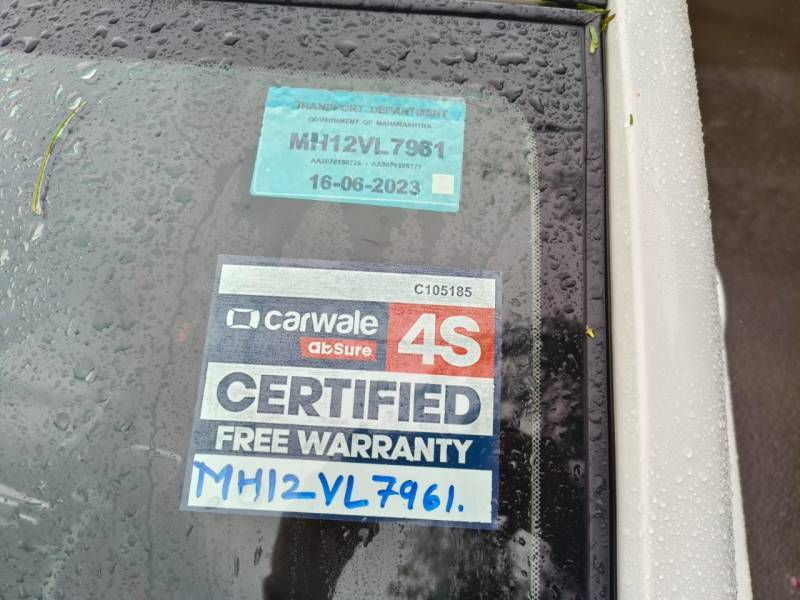 TRANSPORT DEPARTMENT
GOVERNMENT OF MAHARASHTRA
MH12VL7961
16-06-2023
C105185
carwale 4S
abSure
CERTIFIED
FREE WARRANTY
MH12VL7961.